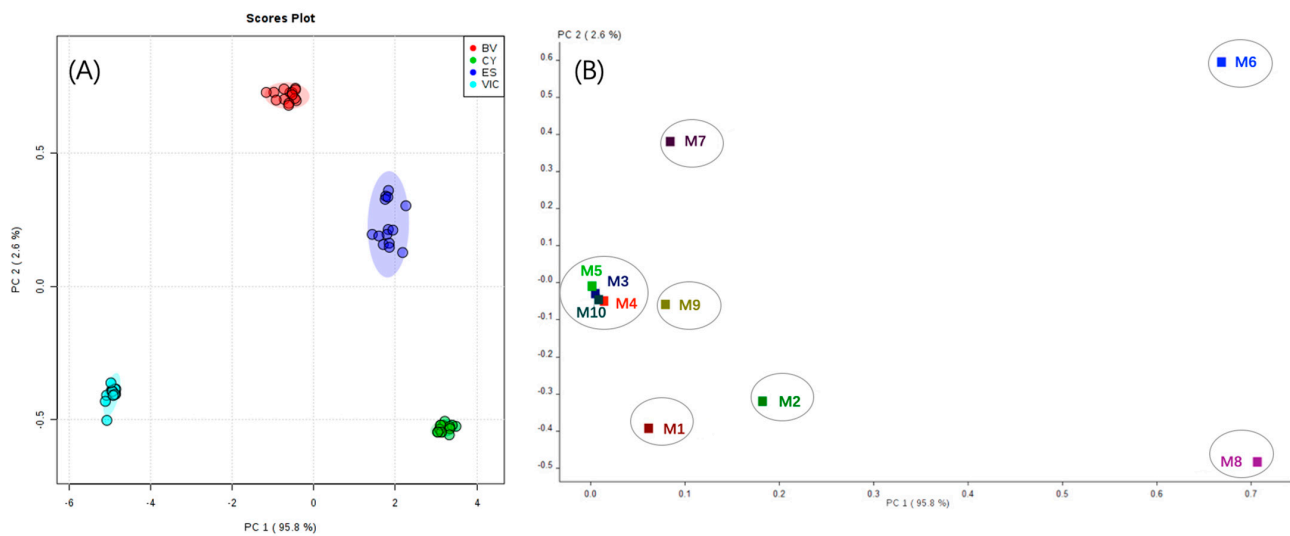 Scores Plot
(A)
BV
CY
ES
VIC
PC 2 ( 2.6 %)
0.5
0.0
-0.5
-6
-4
-2
0
2
4
PC 1 ( 95.8 %)
PC 2 ( 2.6 %)
(B)
0.6
0.5
0.4
0.3
0.2
0.1
-0.0
-0.1
-0.2
-0.3
-0.4
-0.5
M6
M7
M5
M3
M4
M10
M9
M2
M1
M8
0.0
0.1
0.2
0.3
0.4
0.5
0.6
0.7
PC 1 ( 95.8 %)